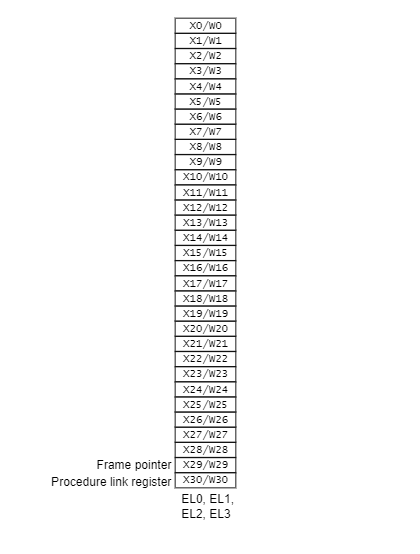 X0/W0
X1/W1
X2/W2
X3/W3
X4/W4
X5/W5
X6/W6
X7/W7
X8/W8
X9/W9
X10/W10
X11/W11
X12/W12
X13/W13
X14/W14
X15/W15
X16/W16
X17/W17
X18/W18
X19/W19
X20/W20
X21/W21
X22/W22
X23/W23
X24/W24
X25/W25
X26/W26
X27/W27
X28/W28
Frame pointer X29/W29
Procedure link register X30/W30
EL0, EL1,
EL2, EL3